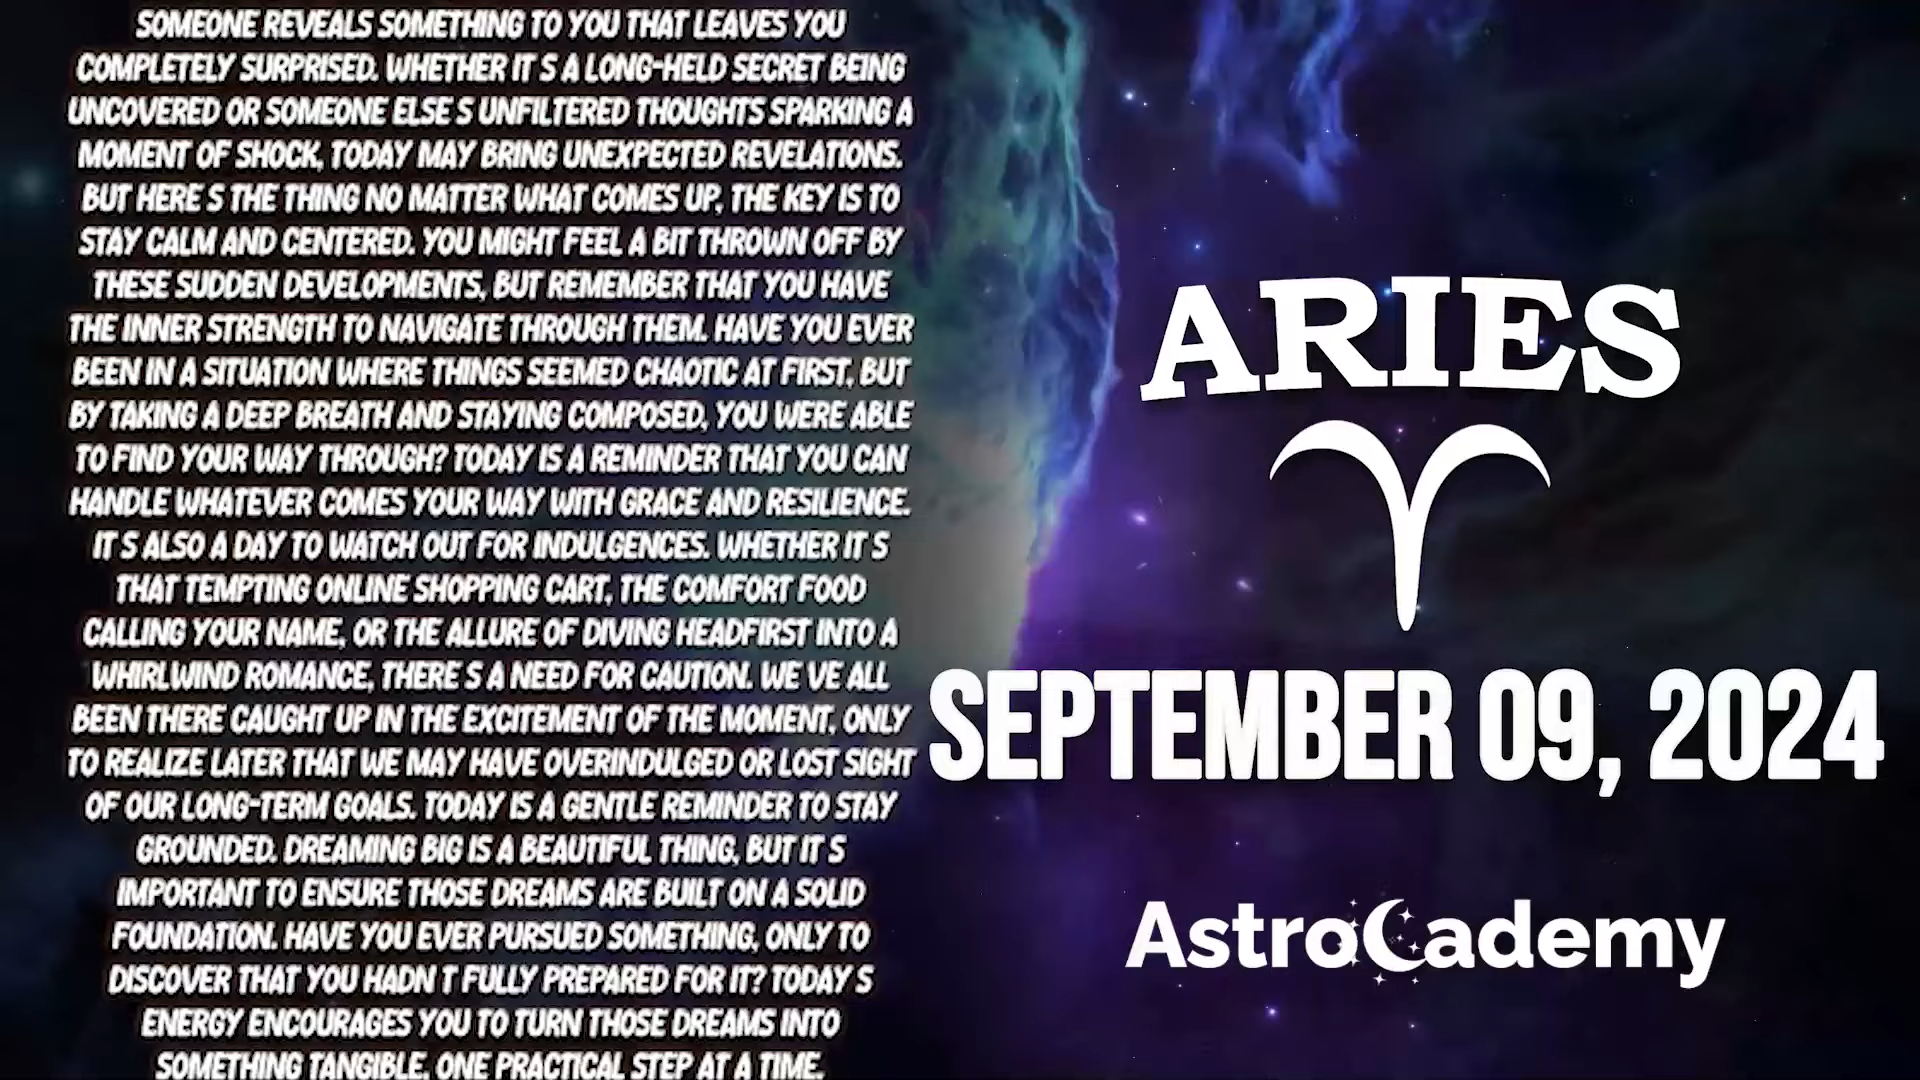 SOMEONE REVEALS SOMETHING TO YOU THAT LEAVES YOU
COMPLETELY SURPRISED. WHETHER IT S A LONG-HELD SECRET BEING
UNCOVERED OR SOMEONE ELSE S UNFILTERED THOUGHTS SPARKING A
MOMENT OF SHOCK, TODAY MAY BRING UNEXPECTED REVELATIONS.
BUT HERE S THE THING NO MATTER WHAT COMES UP, THE KEY IS TO
STAY CALM AND CENTERED. YOU MIGHT FEEL A BIT THROWN OFF BY
THESE SUDDEN DEVELOPMENTS, BUT REMEMBER THAT YOU HAVE
THE INNER STRENGTH TO NAVIGATE THROUGH THEM. HAVE YOU EVER
BEEN IN A SITUATION WHERE THINGS SEEMED CHAOTIC AT FIRST, BUT
BY TAKING A DEEP BREATH AND STAYING COMPOSED, YOU WERE ABLE
TO FIND YOUR WAY THROUGH? TODAY IS A REMINDER THAT YOU CAN
HANDLE WHATEVER COMES YOUR WAY WITH GRACE AND RESILIENCE.
IT S ALSO A DAY TO WATCH OUT FOR INDULGENCES. WHETHER IT S
THAT TEMPTING ONLINE SHOPPING CART, THE COMFORT FOOD
CALLING YOUR NAME, OR THE ALLURE OF DIVING HEADFIRST INTO A
WHIRLWIND ROMANCE, THERE S A NEED FOR CAUTION. WE VE ALL
BEEN THERE CAUGHT UP IN THE EXCITEMENT OF THE MOMENT, ONLY
TO REALIZE LATER THAT WE MAY HAVE OVERINDULGED OR LOST SIGHT
OF OUR LONG-TERM GOALS. TODAY IS A GENTLE REMINDER TO STAY
GROUNDED. DREAMING BIG IS A BEAUTIFUL THING, BUT IT S
IMPORTANT TO ENSURE THOSE DREAMS ARE BUILT ON A SOLID
FOUNDATION. HAVE YOU EVER PURSUED SOMETHING, ONLY TO
DISCOVER THAT YOU HADN T FULLY PREPARED FOR IT? TODAY S
ENERGY ENCOURAGES YOU TO TURN THOSE DREAMS INTO
SOMETHING TANGIBLE, ONE PRACTICAL STEP AT A TIME.
ARIES
SEPTEMBER 09, 2024
AstroCademy